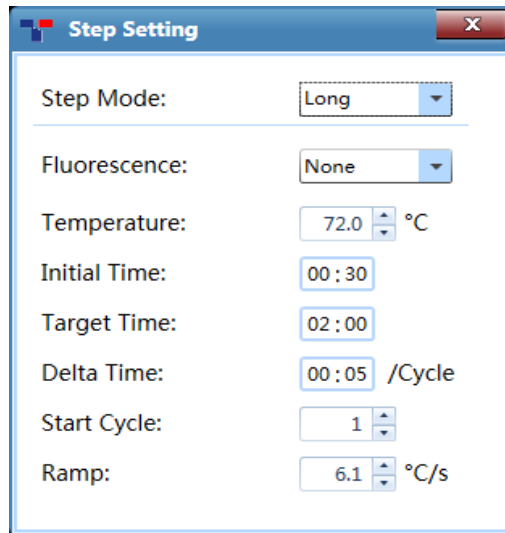 Step Setting
x
Step Mode: Long
Fluorescence: None
Temperature: 72.0 °C
Initial Time: 00:30
Target Time: 02:00
Delta Time: 00:05 /Cycle
Start Cycle: 1
Ramp: 6.1 °C/s